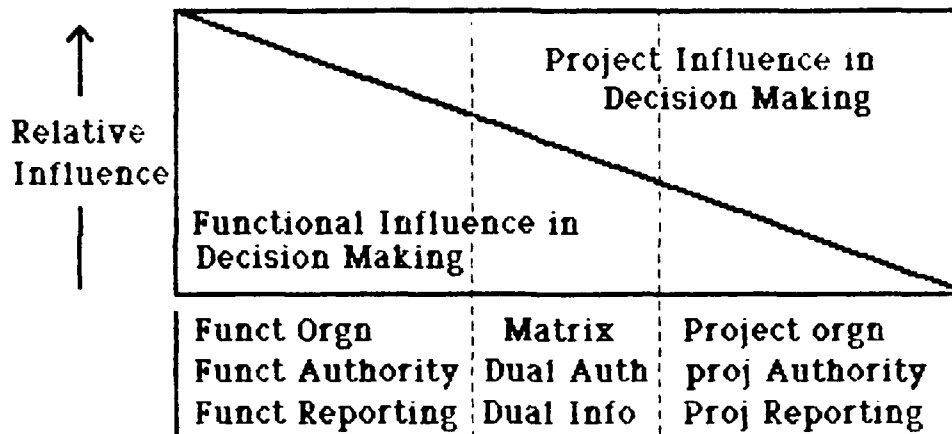 Project Influence in
Decision Making
Relative
Influence
Functional Influence in
Decision Making
Funct Orgn Matrix Project orgn
Funct Authority Dual Auth proj Authority
Funct Reporting Dual Info Proj Reporting